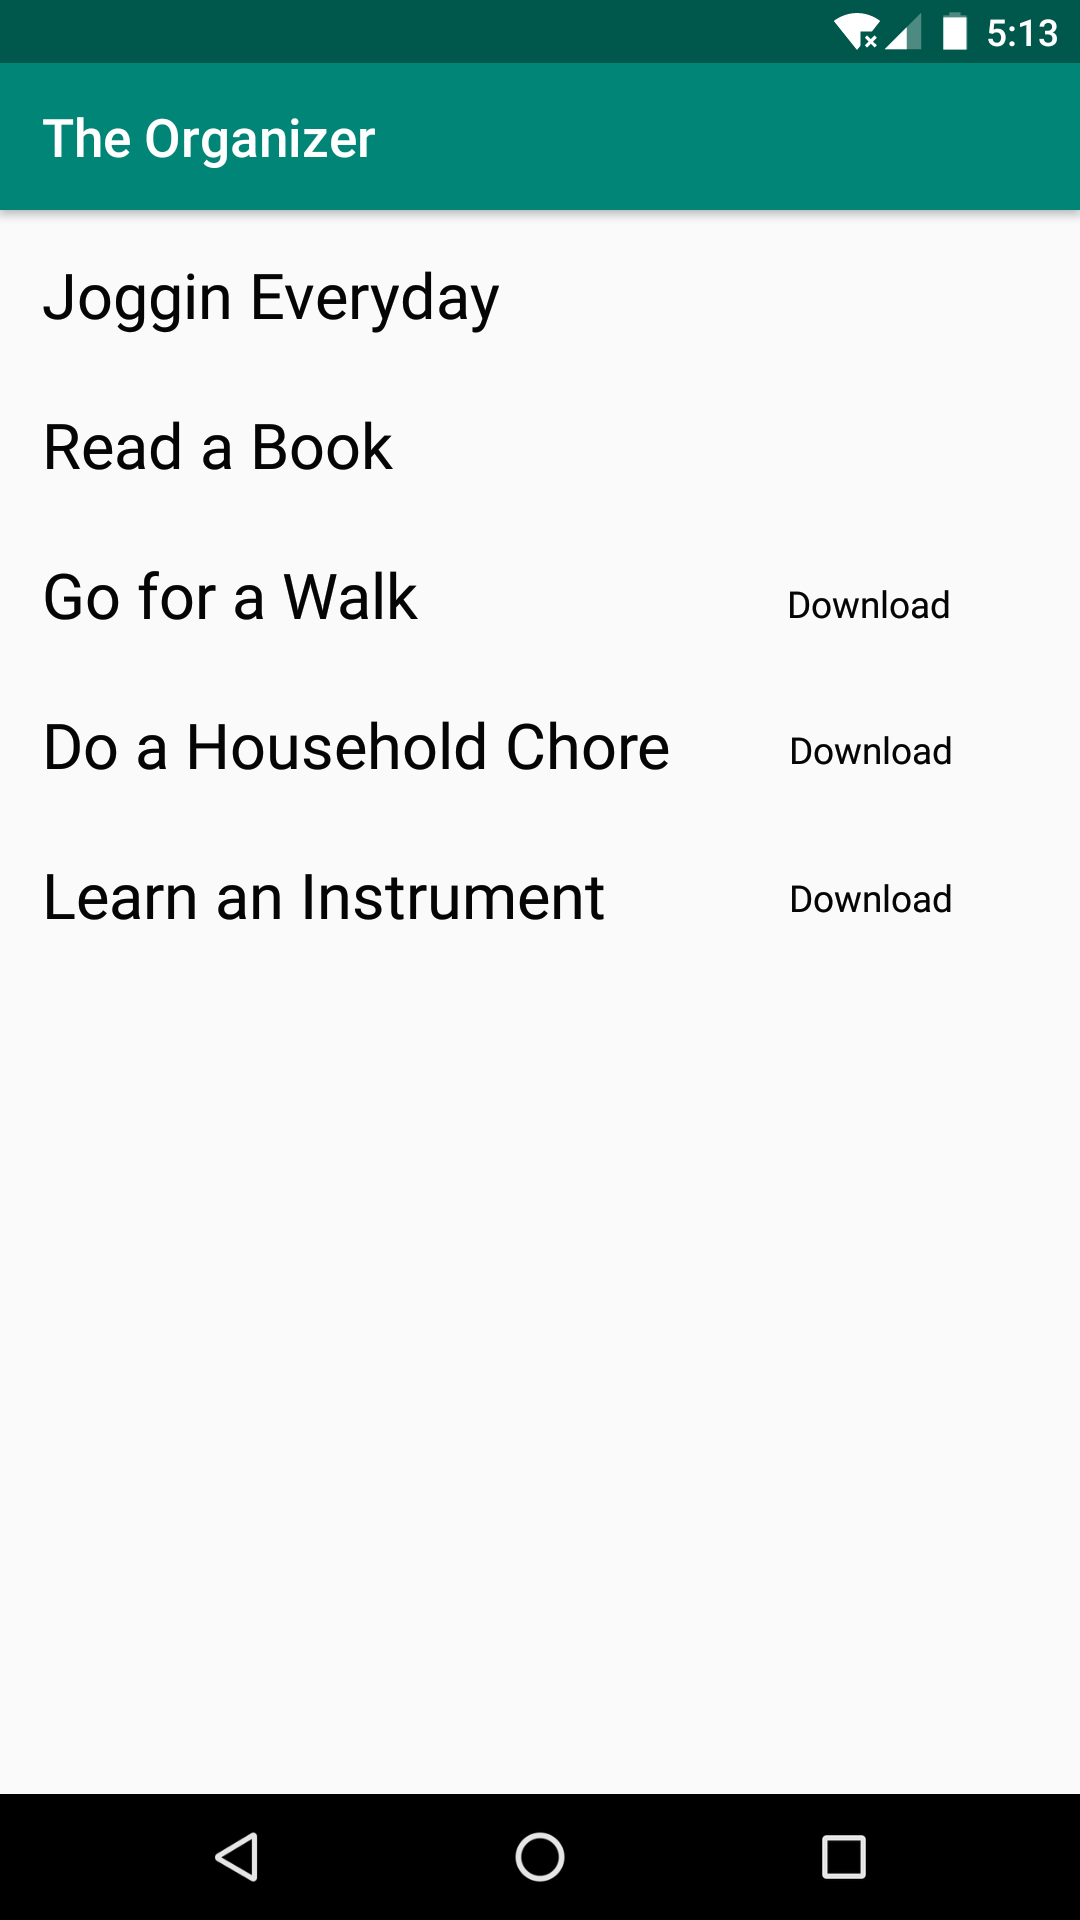 5:13
The Organizer
Joggin Everyday
Read a Book
Go for a Walk Download
Do a Household Chore Download
Learn an Instrument Download